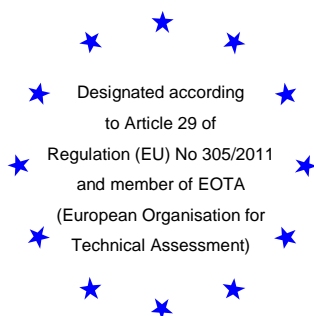 Designated according
to Article 29 of
Regulation (EU) No 305/2011
and member of EOTA
(European Organisation for
Technical Assessment)